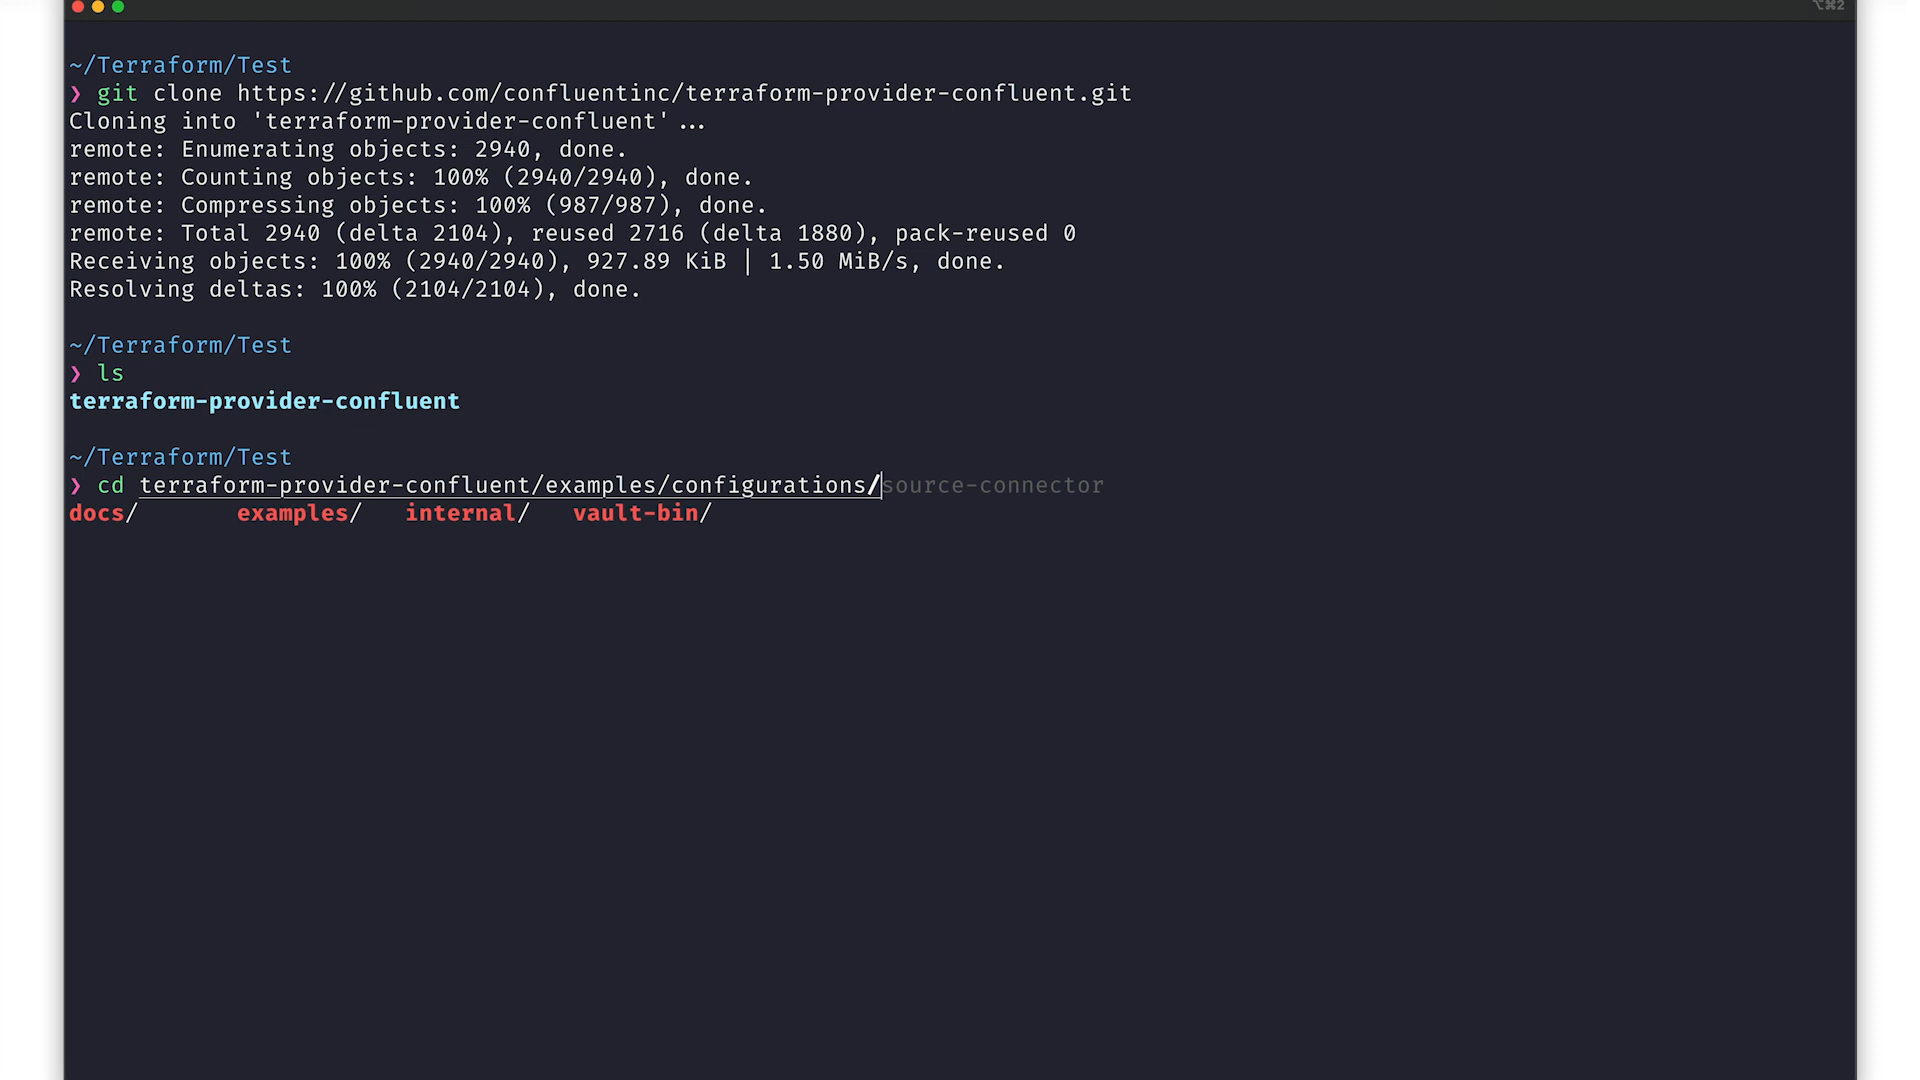 ⌥⌘2
~/Terraform/Test
❯ git clone https://github.com/confluentinc/terraform-provider-confluent.git
Cloning into 'terraform-provider-confluent'...
remote: Enumerating objects: 2940, done.
remote: Counting objects: 100% (2940/2940), done.
remote: Compressing objects: 100% (987/987), done.
remote: Total 2940 (delta 2104), reused 2716 (delta 1880), pack-reused 0
Receiving objects: 100% (2940/2940), 927.89 KiB | 1.50 MiB/s, done.
Resolving deltas: 100% (2104/2104), done.
~/Terraform/Test
❯ ls
terraform-provider-confluent
~/Terraform/Test
❯ cd terraform-provider-confluent/examples/configurations/source-connector
docs/ examples/ internal/ vault-bin/